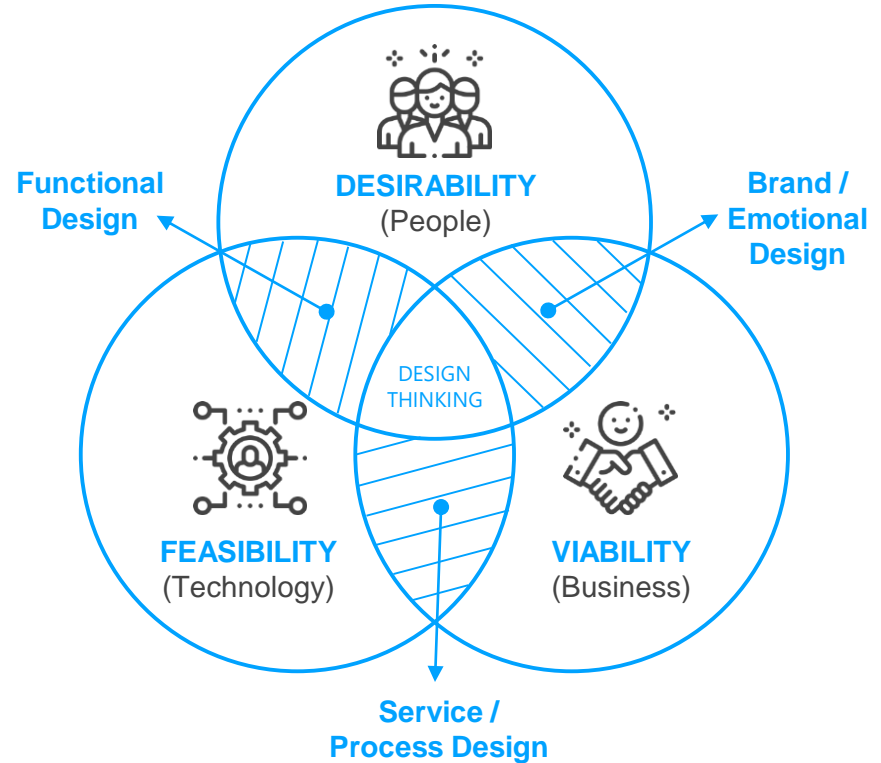 DESIRABILITY
(People)
Functional
Design
Brand /
Emotional
Design
DESIGN
THINKING
FEASIBILITY
(Technology)
VIABILITY
(Business)
Service /
Process Design